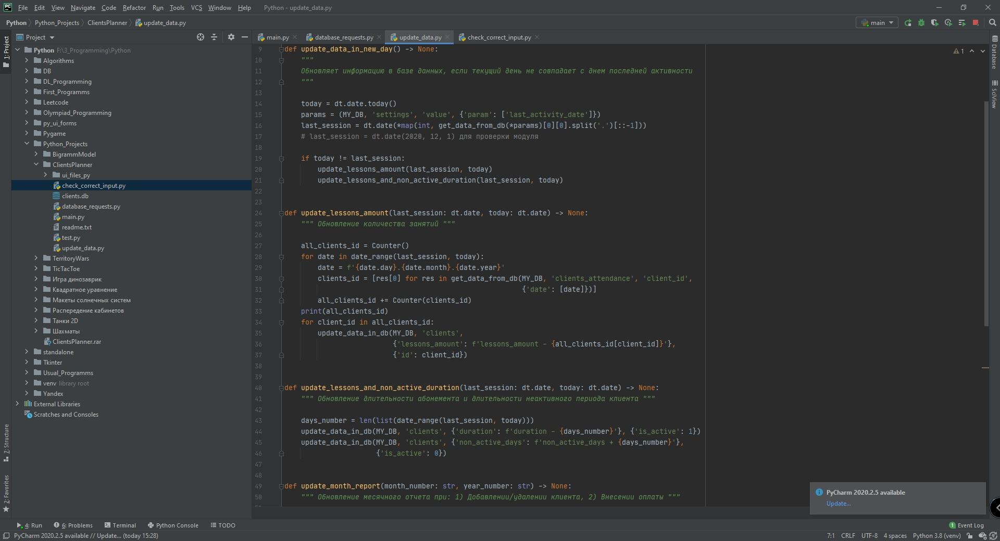 PC File Edit View Navigate Code Refactor Run Tools VCS Window Help Python - update_data.py
Python Python_Projects ClientsPlanner update_data.py main
Project main.py database_requests.py update_data.py check_correct_input.py
1: Project
7: Structure
2: Favorites
Python F:\3_Programming\Python
Algorithms
DB
DL_Programming
First_Programms
Leetcode
Olympiad_Programming
py_ui_forms
Pygame
Python_Projects
BigrammModel
ClientsPlanner
ui_files_py
check_correct_input.py
clients.db
database_requests.py
main.py
readme.txt
test.py
update_data.py
TerritoryWars
TicTacToe
Игра динозаврик
Квадратное уравнение
Макеты солнечных систем
Распередение кабинетов
Танки 2D
Шахматы
ClientsPlanner.rar
standalone
Tkinter
Usual_Programms
venv library root
Yandex
External Libraries
Scratches and Consoles
9 def update_data_in_new_day() -> None:
10 """
11 Обновляет информацию в базе данных, если текущий день не совпадает с днем последней активности
12 """
13
14 today = dt.date.today()
15 params = (MY_DB, 'settings', 'value', {'param': ['last_activity_date']})
16 last_session = dt.date(*map(int, get_data_from_db(*params)[0][0].split('.')[::-1]))
17 # last_session = dt.date(2020, 12, 1) для проверки модуля
18
19 if today != last_session:
20 update_lessons_amount(last_session, today)
21 update_lessons_and_non_active_duration(last_session, today)
22
23
24 def update_lessons_amount(last_session: dt.date, today: dt.date) -> None:
25 """ Обновление количества занятий """
26
27 all_clients_id = Counter()
28 for date in date_range(last_session, today):
29 date = f'{date.day}.{date.month}.{date.year}'
30 clients_id = [res[0] for res in get_data_from_db(MY_DB, 'clients_attendance', 'client_id',
31 {'date': [date]})]
32 all_clients_id += Counter(clients_id)
33 print(all_clients_id)
34 for client_id in all_clients_id:
35 update_data_in_db(MY_DB, 'clients',
36 {'lessons_amount': f'lessons_amount - {all_clients_id[client_id]}'},
37 {'id': client_id})
38
39
40 def update_lessons_and_non_active_duration(last_session: dt.date, today: dt.date) -> None:
41 """ Обновление длительности абонемента и длительности неактивного периода клиента """
42
43 days_number = len(list(date_range(last_session, today)))
44 update_data_in_db(MY_DB, 'clients', {'duration': f'duration - {days_number}'}, {'is_active': 1})
45 update_data_in_db(MY_DB, 'clients', {'non_active_days': f'non_active_days + {days_number}'},
46 {'is_active': 0})
47
48
49 def update_month_report(month_number: str, year_number: str) -> None:
50 """ Обновление месячного отчета при: 1) Добавлении/удалении клиента, 2) Внесении оплаты """
1
Database
SciView
PyCharm 2020.2.5 available
Update...
4: Run 6: Problems Terminal Python Console TODO 1 Event Log
PyCharm 2020.2.5 available // Update... (today 15:28) 7:1 CRLF UTF-8 4 spaces Python 3.8 (venv)